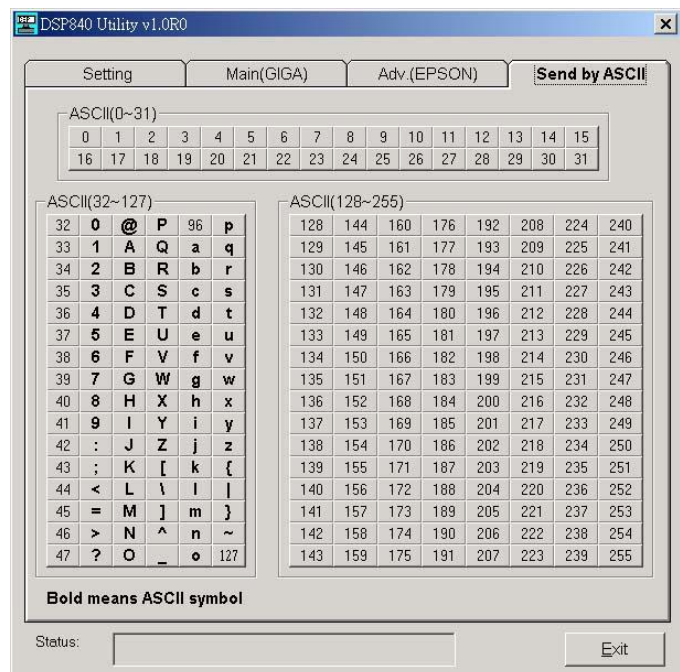 DSP840 Utility v1.0R0
Setting Main(GIGA) Adv.(EPSON) Send by ASCII
ASCII(0~31)
0 1 2 3 4 5 6 7 8 9 10 11 12 13 14 15
16 17 18 19 20 21 22 23 24 25 26 27 28 29 30 31
ASCII(32~127) ASCII(128~255)
32 0 @ P 96 p 128 144 160 176 192 208 224 240
33 1 A Q a q 129 145 161 177 193 209 225 241
34 2 B R b r 130 146 162 178 194 210 226 242
35 3 C S c s 131 147 163 179 195 211 227 243
36 4 D T d t 132 148 164 180 196 212 228 244
37 5 E U e u 133 149 165 181 197 213 229 245
38 6 F V f v 134 150 166 182 198 214 230 246
39 7 G W g w 135 151 167 183 199 215 231 247
40 8 H X h x 136 152 168 184 200 216 232 248
41 9 I Y i y 137 153 169 185 201 217 233 249
42 : J Z j z 138 154 170 186 202 218 234 250
43 ; K [ k { 139 155 171 187 203 219 235 251
44 < L \ l | 140 156 172 188 204 220 236 252
45 = M ] m } 141 157 173 189 205 221 237 253
46 > N ^ n ~ 142 158 174 190 206 222 238 254
47 ? O _ o 127 143 159 175 191 207 223 239 255
Bold means ASCII symbol
Status: Exit